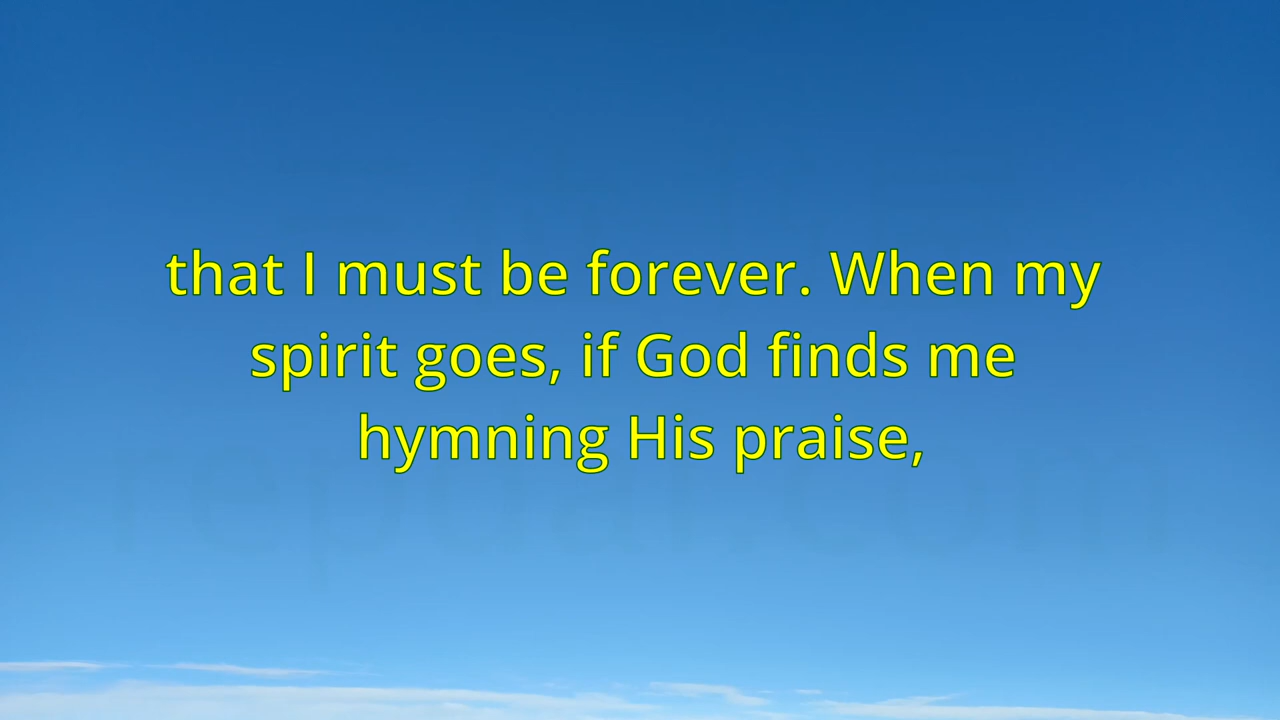 that I must be forever. When my
spirit goes, if God finds me
hymning His praise,